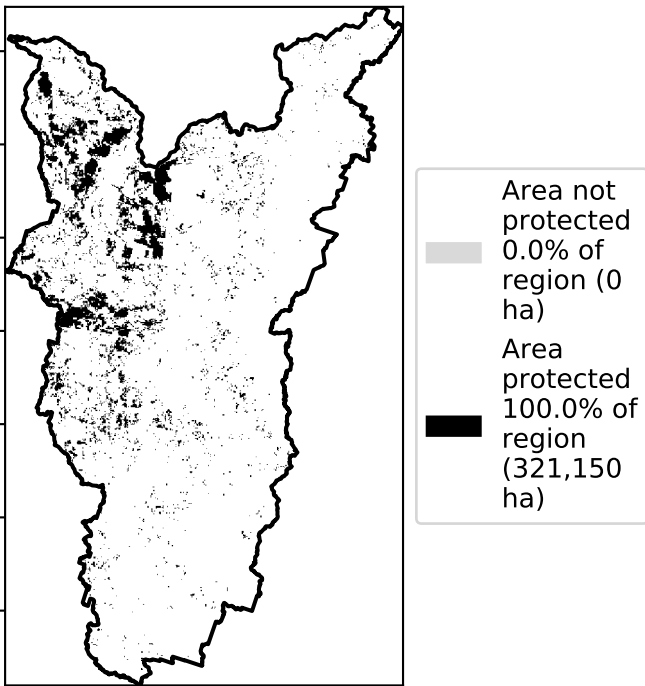 Area not
protected
0.0% of
region (0
ha)
Area
protected
100.0% of
region
(321,150
ha)